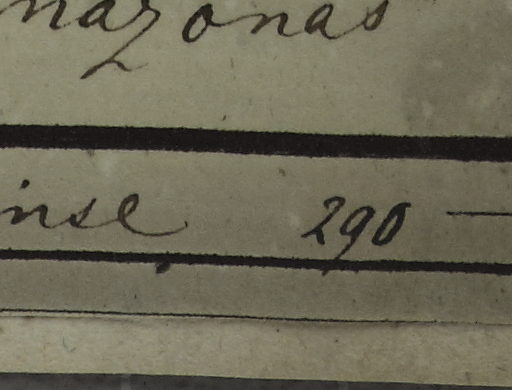 mazonas
inse 290 —